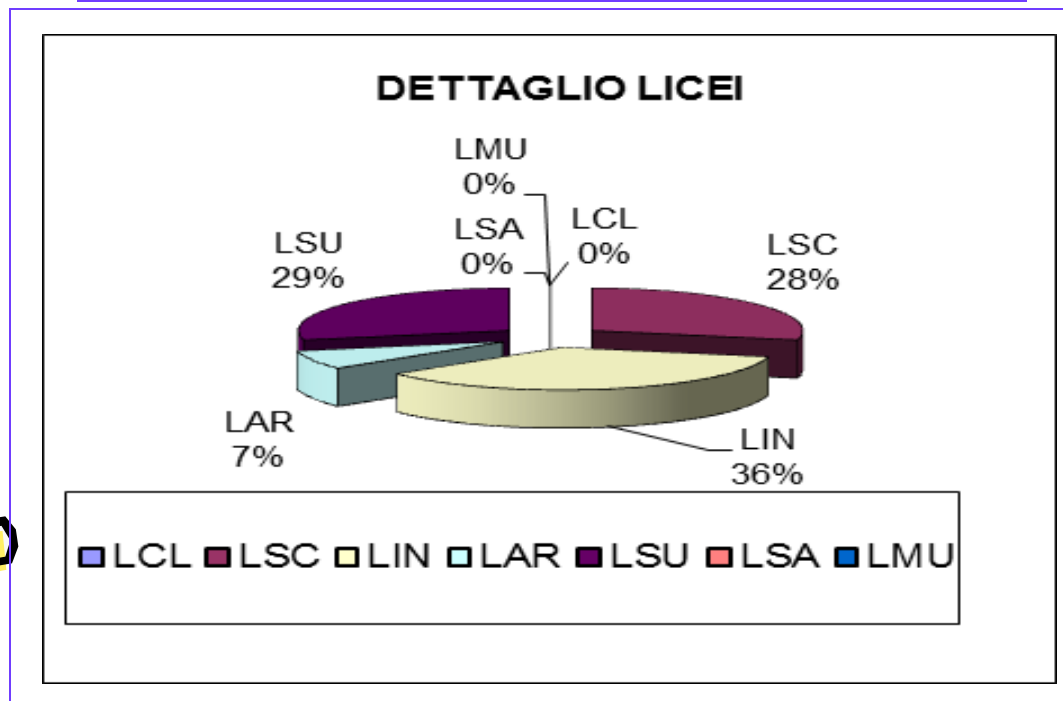 DETTAGLIO LICEI
LMU
0%
LSA
0%
LCL
0%
LSU
29%
LSC
28%
LAR
7%
LIN
36%
LCL LSC LIN LAR LSU LSA LMU